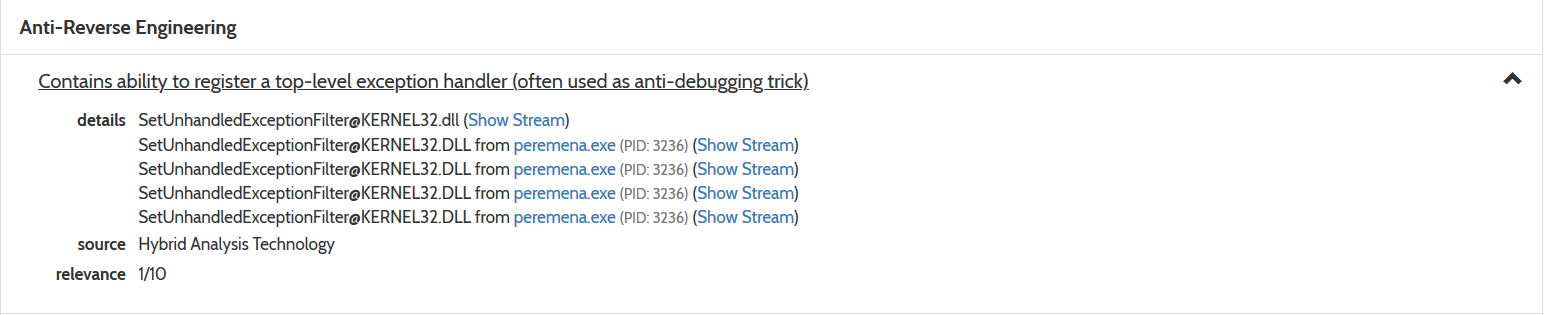 Anti-Reverse Engineering
Contains ability to register a top-level exception handler (often used as anti-debugging trick)
details SetUnhandledExceptionFilter@KERNEL32.dll (Show Stream)
SetUnhandledExceptionFilter@KERNEL32.DLL from peremena.exe (PID: 3236) (Show Stream)
SetUnhandledExceptionFilter@KERNEL32.DLL from peremena.exe (PID: 3236) (Show Stream)
SetUnhandledExceptionFilter@KERNEL32.DLL from peremena.exe (PID: 3236) (Show Stream)
SetUnhandledExceptionFilter@KERNEL32.DLL from peremena.exe (PID: 3236) (Show Stream)
source Hybrid Analysis Technology
relevance 1/10